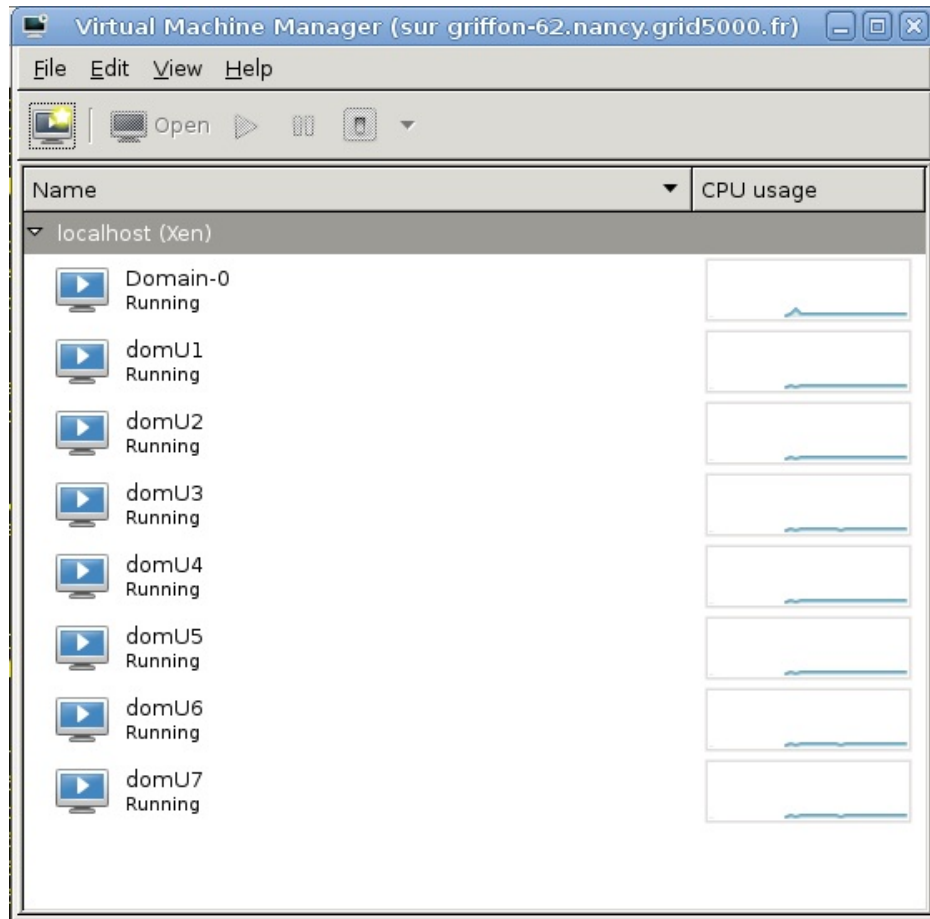 Virtual Machine Manager (sur griffon-62.nancy.grid5000.fr)
File Edit View Help
Open
Name CPU usage
localhost (Xen)
Domain-0
Running
domU1
Running
domU2
Running
domU3
Running
domU4
Running
domU5
Running
domU6
Running
domU7
Running